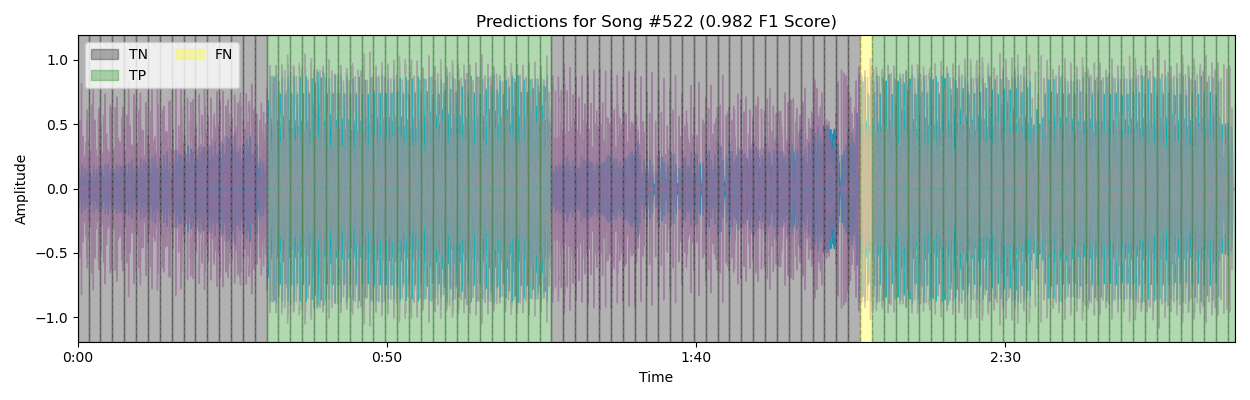 Predictions for Song #522 (0.982 F1 Score)
TN FN
TP
1.0
0.5
0.0
−0.5
−1.0
Amplitude
0:00 0:50 1:40 2:30
Time